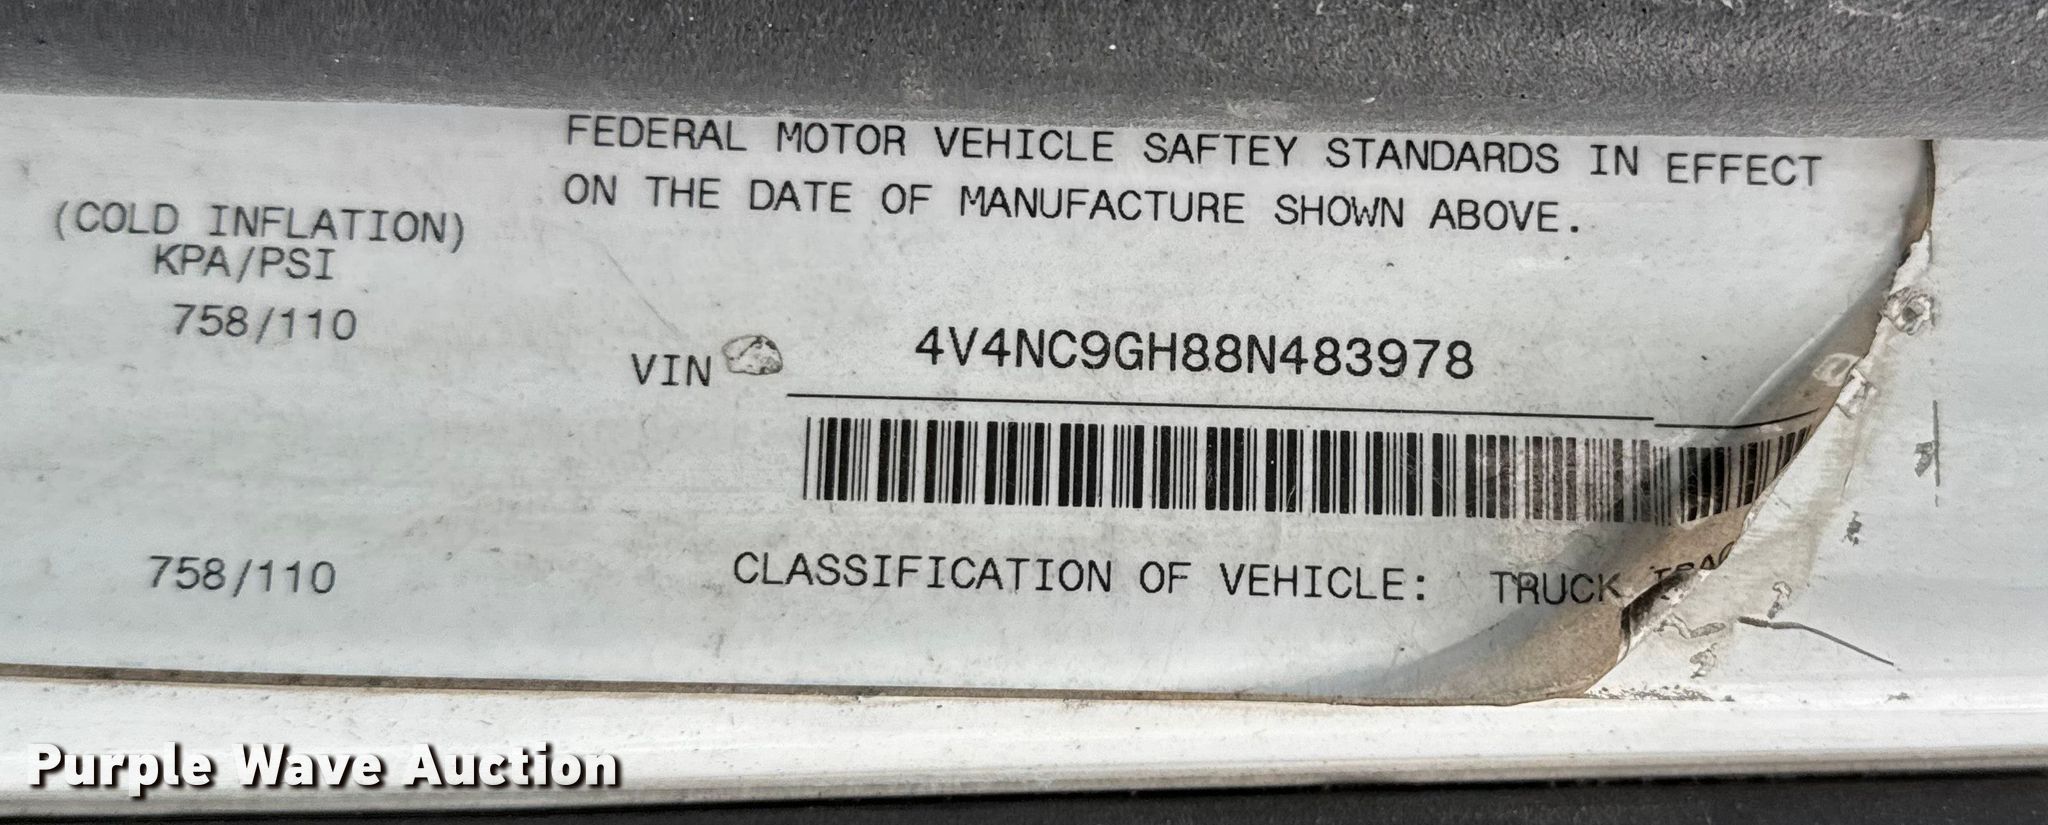 FEDERAL MOTOR VEHICLE SAFTEY STANDARDS IN EFFECT
ON THE DATE OF MANUFACTURE SHOWN ABOVE.
(COLD INFLATION)
KPA/PSI
758/110
VIN 4V4NC9GH88N483978
758/110
CLASSIFICATION OF VEHICLE: TRUCK
Purple Wave Auction